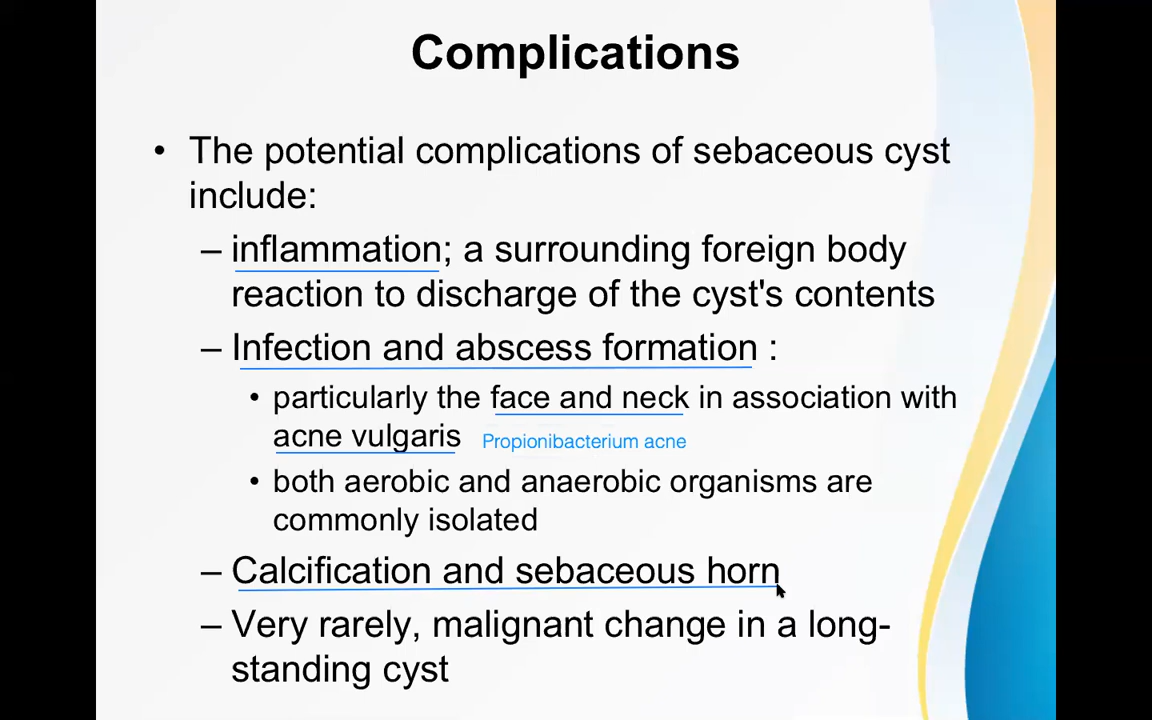 Complications
• The potential complications of sebaceous cyst
include:
– inflammation; a surrounding foreign body
reaction to discharge of the cyst's contents
– Infection and abscess formation :
• particularly the face and neck in association with
acne vulgaris Propionibacterium acne
• both aerobic and anaerobic organisms are
commonly isolated
– Calcification and sebaceous horn
– Very rarely, malignant change in a long-
standing cyst